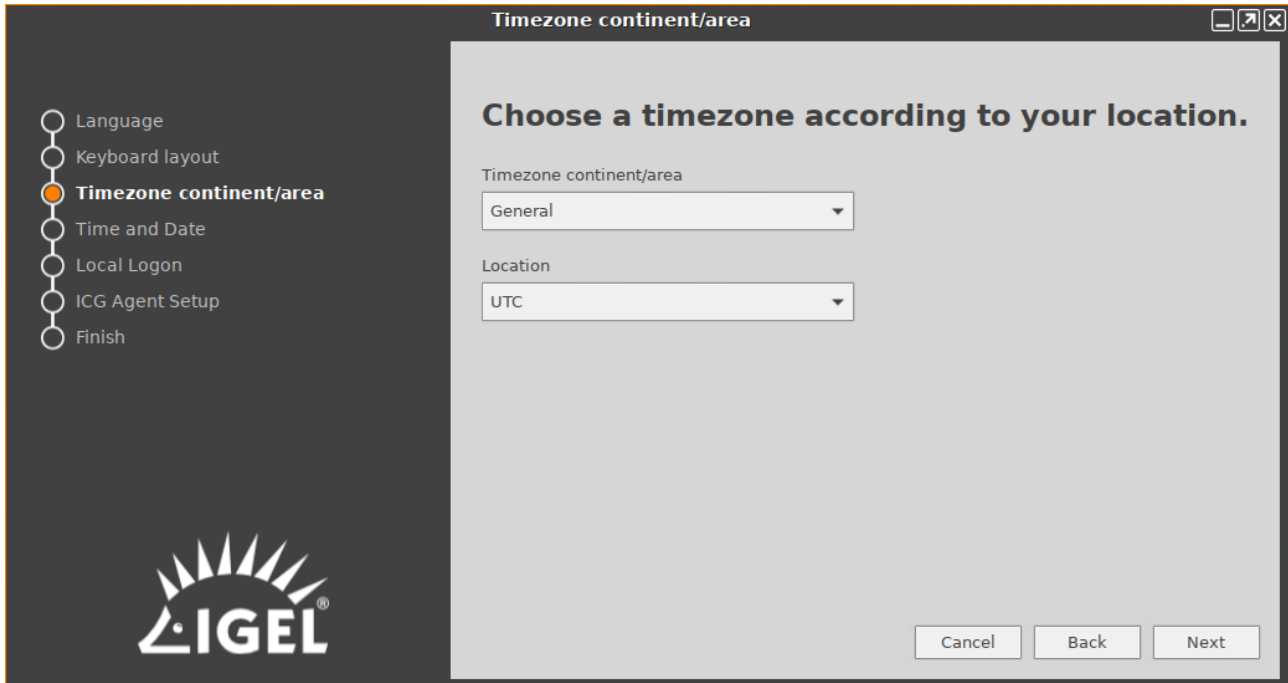 Timezone continent/area
Language
Keyboard layout
Timezone continent/area
Time and Date
Local Logon
ICG Agent Setup
Finish
IGEL®
Choose a timezone according to your location.
Timezone continent/area
General
Location
UTC
Cancel Back Next